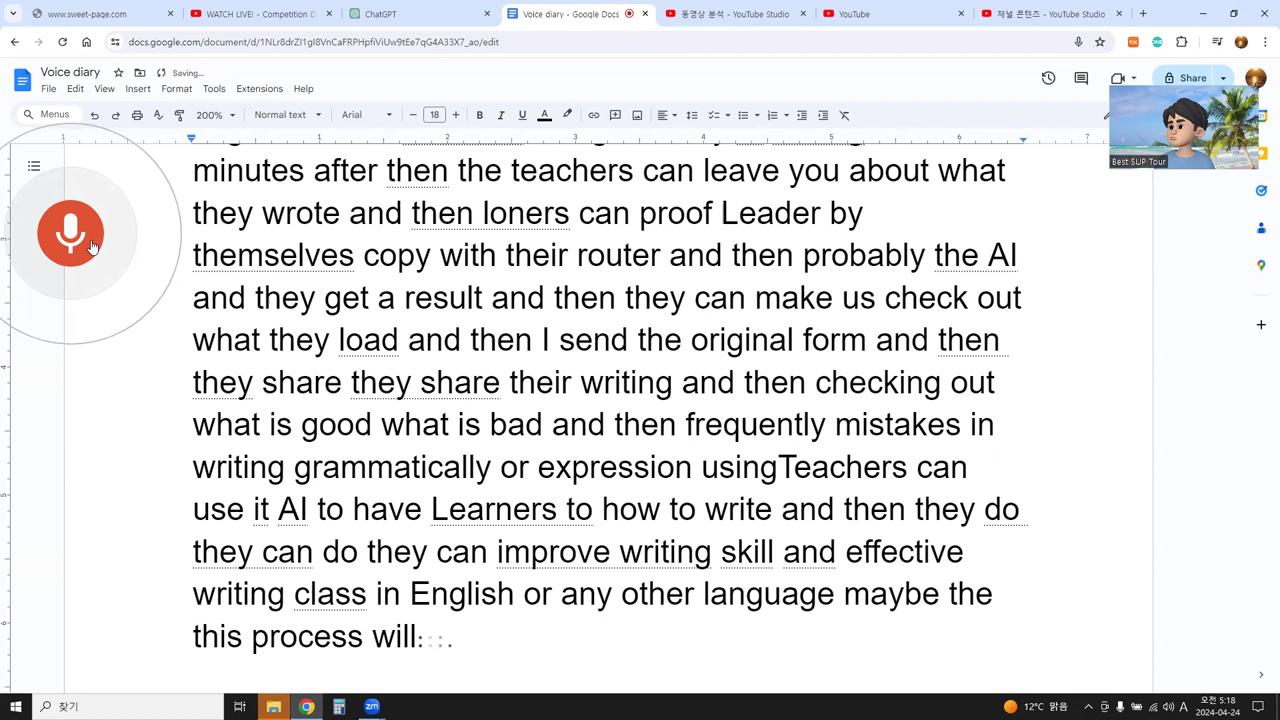 www.sweet-page.com
WATCH LIVE! - Competition D
ChatGPT
Voice diary - Google Docs
동영상 분석 - YouTube Studio
YouTube
채널 콘텐츠 - YouTube Studio
docs.google.com/document/d/1NLr8drZI1gI8VnCaFRPHpfiViUw9tEe7qG4A33X7_ao/edit
Voice diary
Saving...
File Edit View Insert Format Tools Extensions Help
Share
Menus
200%
Normal text
Arial
18
B I U A
1 1 2 3 4 5 6 7
Best SUP Tour
minutes after then the teachers can leave you about what
they wrote and then loners can proof Leader by
themselves copy with their router and then probably the AI
and they get a result and then they can make us check out
what they load and then I send the original form and then
they share they share their writing and then checking out
what is good what is bad and then frequently mistakes in
writing grammatically or expression usingTeachers can
use it AI to have Learners to how to write and then they do
they can do they can improve writing skill and effective
writing class in English or any other language maybe the
this process will
찾기
12°C 맑음
A
오전 5:18
2024-04-24